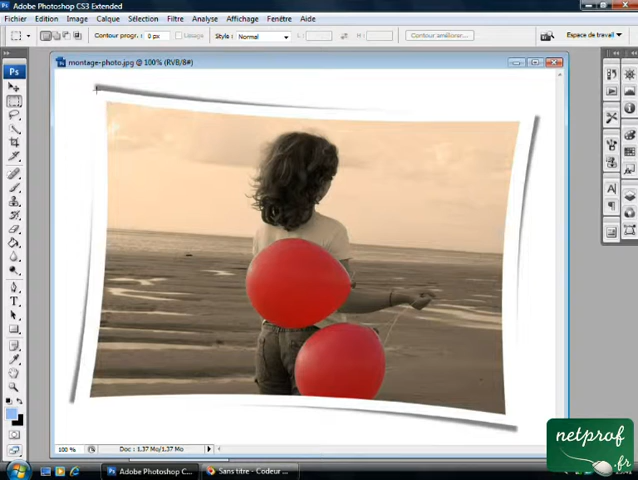 Adobe Photoshop CS3 Extended
Fichier Edition Image Calque Sélection Filtre Analyse Affichage Fenêtre Aide
Contour progr. : 0 px Lissage Style : Normal Contour améliorer... Espace de travail
Ps
montage-photo.jpg @ 100% (RVB/8#)
A
T
100 % Doc : 1.37 Mo/1.37 Mo
Adobe Photoshop C... Sans titre - Codeur ...
netprof
.fr